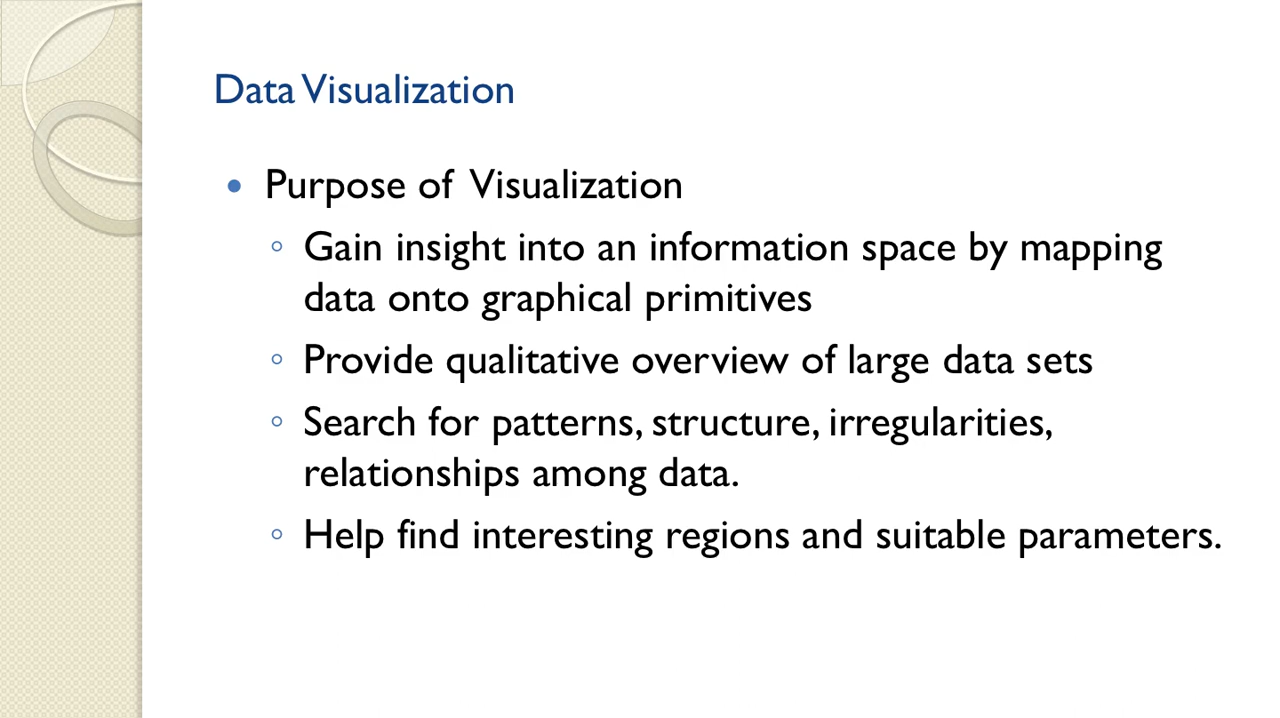 Data Visualization
• Purpose of Visualization
◦ Gain insight into an information space by mapping
data onto graphical primitives
◦ Provide qualitative overview of large data sets
◦ Search for patterns, structure, irregularities,
relationships among data.
◦ Help find interesting regions and suitable parameters.